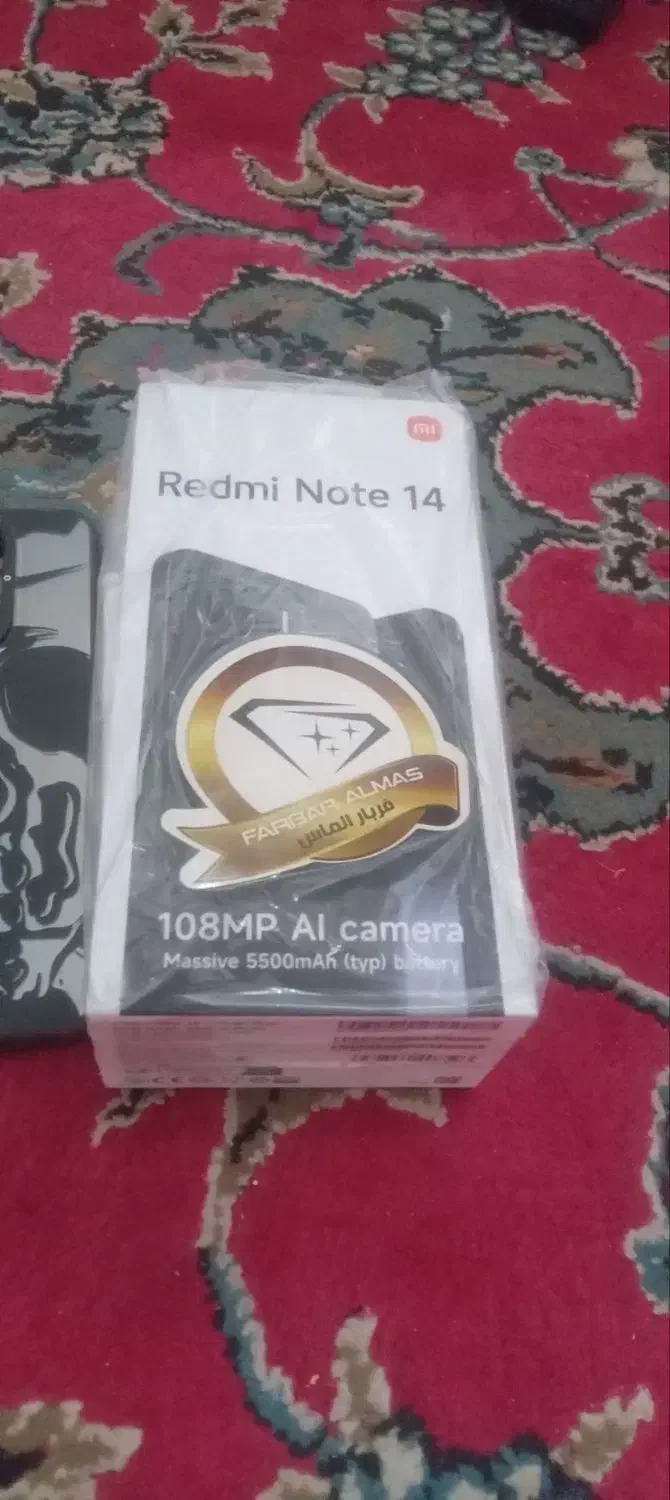 mi
Redmi Note 14
FARBAR ALMAS
فربار الماس
108MP AI camera
Massive 5500mAh (typ) battery